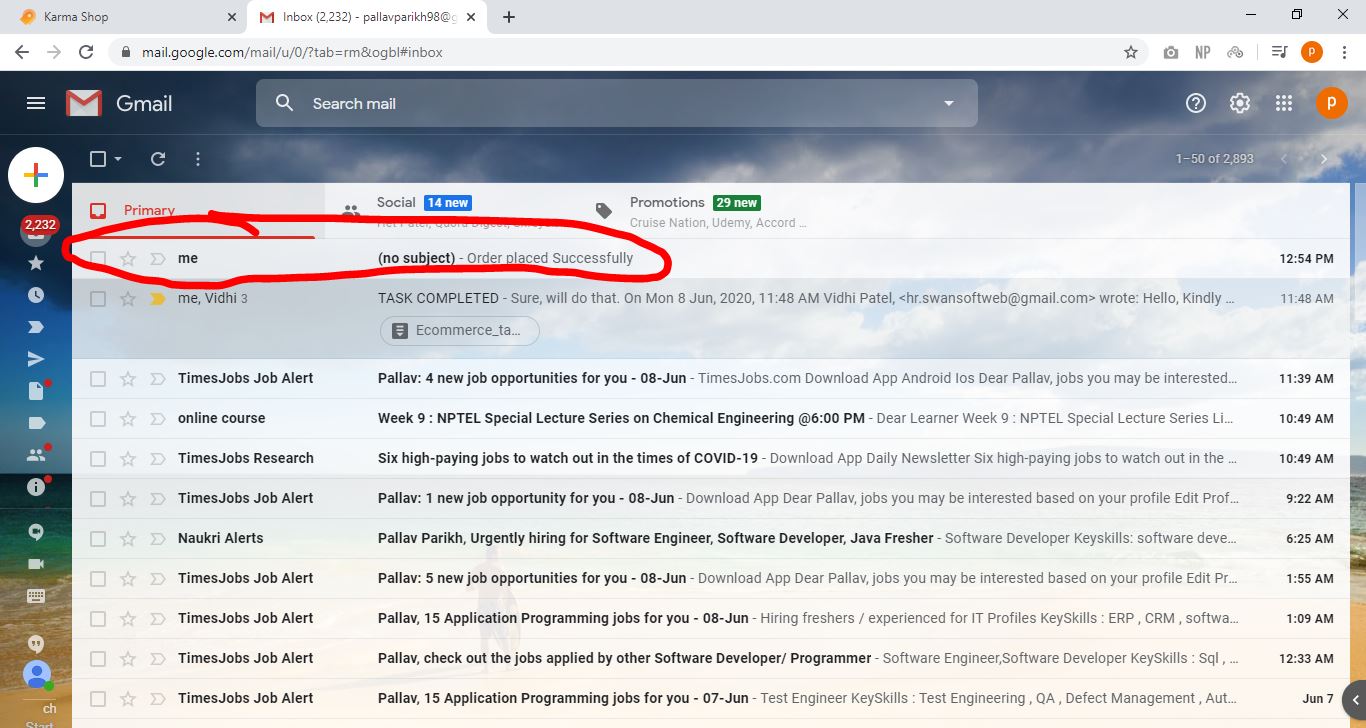 Karma Shop
Inbox (2,232) - pallavparikh98@g
mail.google.com/mail/u/0/?tab=rm&ogbl#inbox
NP
p
Gmail
Search mail
p
1–50 of 2,893
2,232
Primary
Social 14 new
Promotions 29 new
Cruise Nation, Udemy, Accord ...
me (no subject) - Order placed Successfully 12:54 PM
me, Vidhi 3 TASK COMPLETED - Sure, will do that. On Mon 8 Jun, 2020, 11:48 AM Vidhi Patel, <hr.swansoftweb@gmail.com> wrote: Hello, Kindly ... 11:48 AM
Ecommerce_ta...
TimesJobs Job Alert Pallav: 4 new job opportunities for you - 08-Jun - TimesJobs.com Download App Android Ios Dear Pallav, jobs you may be interested... 11:39 AM
online course Week 9 : NPTEL Special Lecture Series on Chemical Engineering @6:00 PM - Dear Learner Week 9 : NPTEL Special Lecture Series Li... 10:49 AM
TimesJobs Research Six high-paying jobs to watch out in the times of COVID-19 - Download App Daily Newsletter Six high-paying jobs to watch out in the ... 10:49 AM
TimesJobs Job Alert Pallav: 1 new job opportunity for you - 08-Jun - Download App Dear Pallav, jobs you may be interested based on your profile Edit Prof... 9:22 AM
Naukri Alerts Pallav Parikh, Urgently hiring for Software Engineer, Software Developer, Java Fresher - Software Developer Keyskills: software deve... 6:25 AM
TimesJobs Job Alert Pallav: 5 new job opportunities for you - 08-Jun - Download App Dear Pallav, jobs you may be interested based on your profile Edit Pr... 1:55 AM
TimesJobs Job Alert Pallav, 15 Application Programming jobs for you - 08-Jun - Hiring freshers / experienced for IT Profiles KeySkills : ERP , CRM , softwa... 1:09 AM
TimesJobs Job Alert Pallav, check out the jobs applied by other Software Developer/ Programmer - Software Engineer,Software Developer KeySkills : Sql , ... 12:33 AM
TimesJobs Job Alert Pallav, 15 Application Programming jobs for you - 07-Jun - Test Engineer KeySkills : Test Engineering , QA , Defect Management , Aut... Jun 7
ch
Start